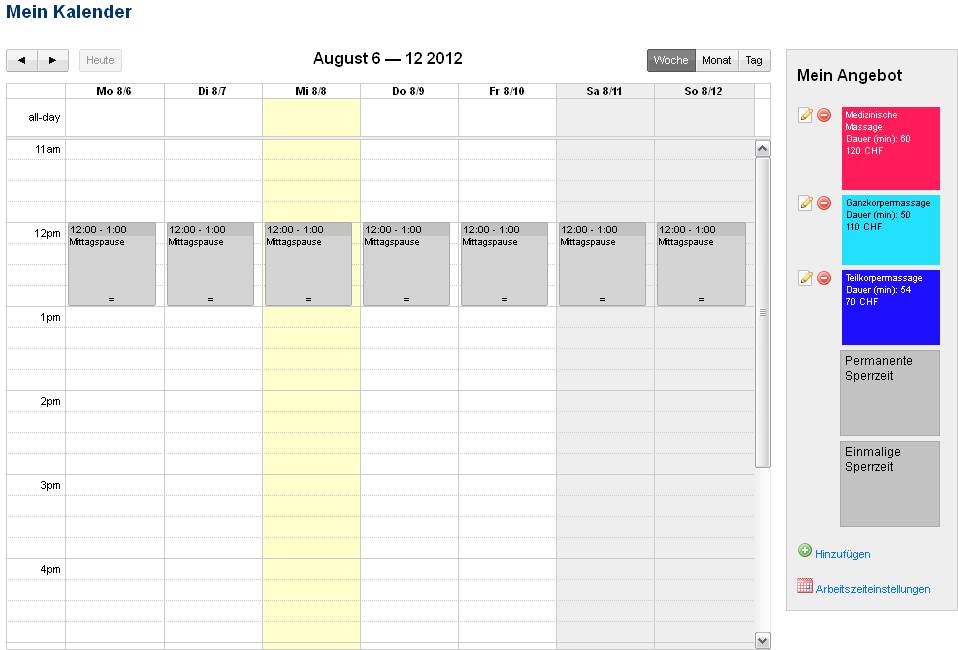 Mein Kalender
Heute
August 6 — 12 2012
Woche Monat Tag
Mo 8/6 Di 8/7 Mi 8/8 Do 8/9 Fr 8/10 Sa 8/11 So 8/12
all-day
11am
12pm
12:00 - 1:00 12:00 - 1:00 12:00 - 1:00 12:00 - 1:00 12:00 - 1:00 12:00 - 1:00 12:00 - 1:00
Mittagspause Mittagspause Mittagspause Mittagspause Mittagspause Mittagspause Mittagspause
= = = = = = =
1pm
2pm
3pm
4pm
Mein Angebot
Medizinische
Massage
Dauer (min): 60
120 CHF
Ganzkorpermassage
Dauer (min): 50
110 CHF
Teilkorpermassage
Dauer (min): 54
70 CHF
Permanente
Sperrzeit
Einmalige
Sperrzeit
Hinzufügen
Arbeitszeiteinstellungen